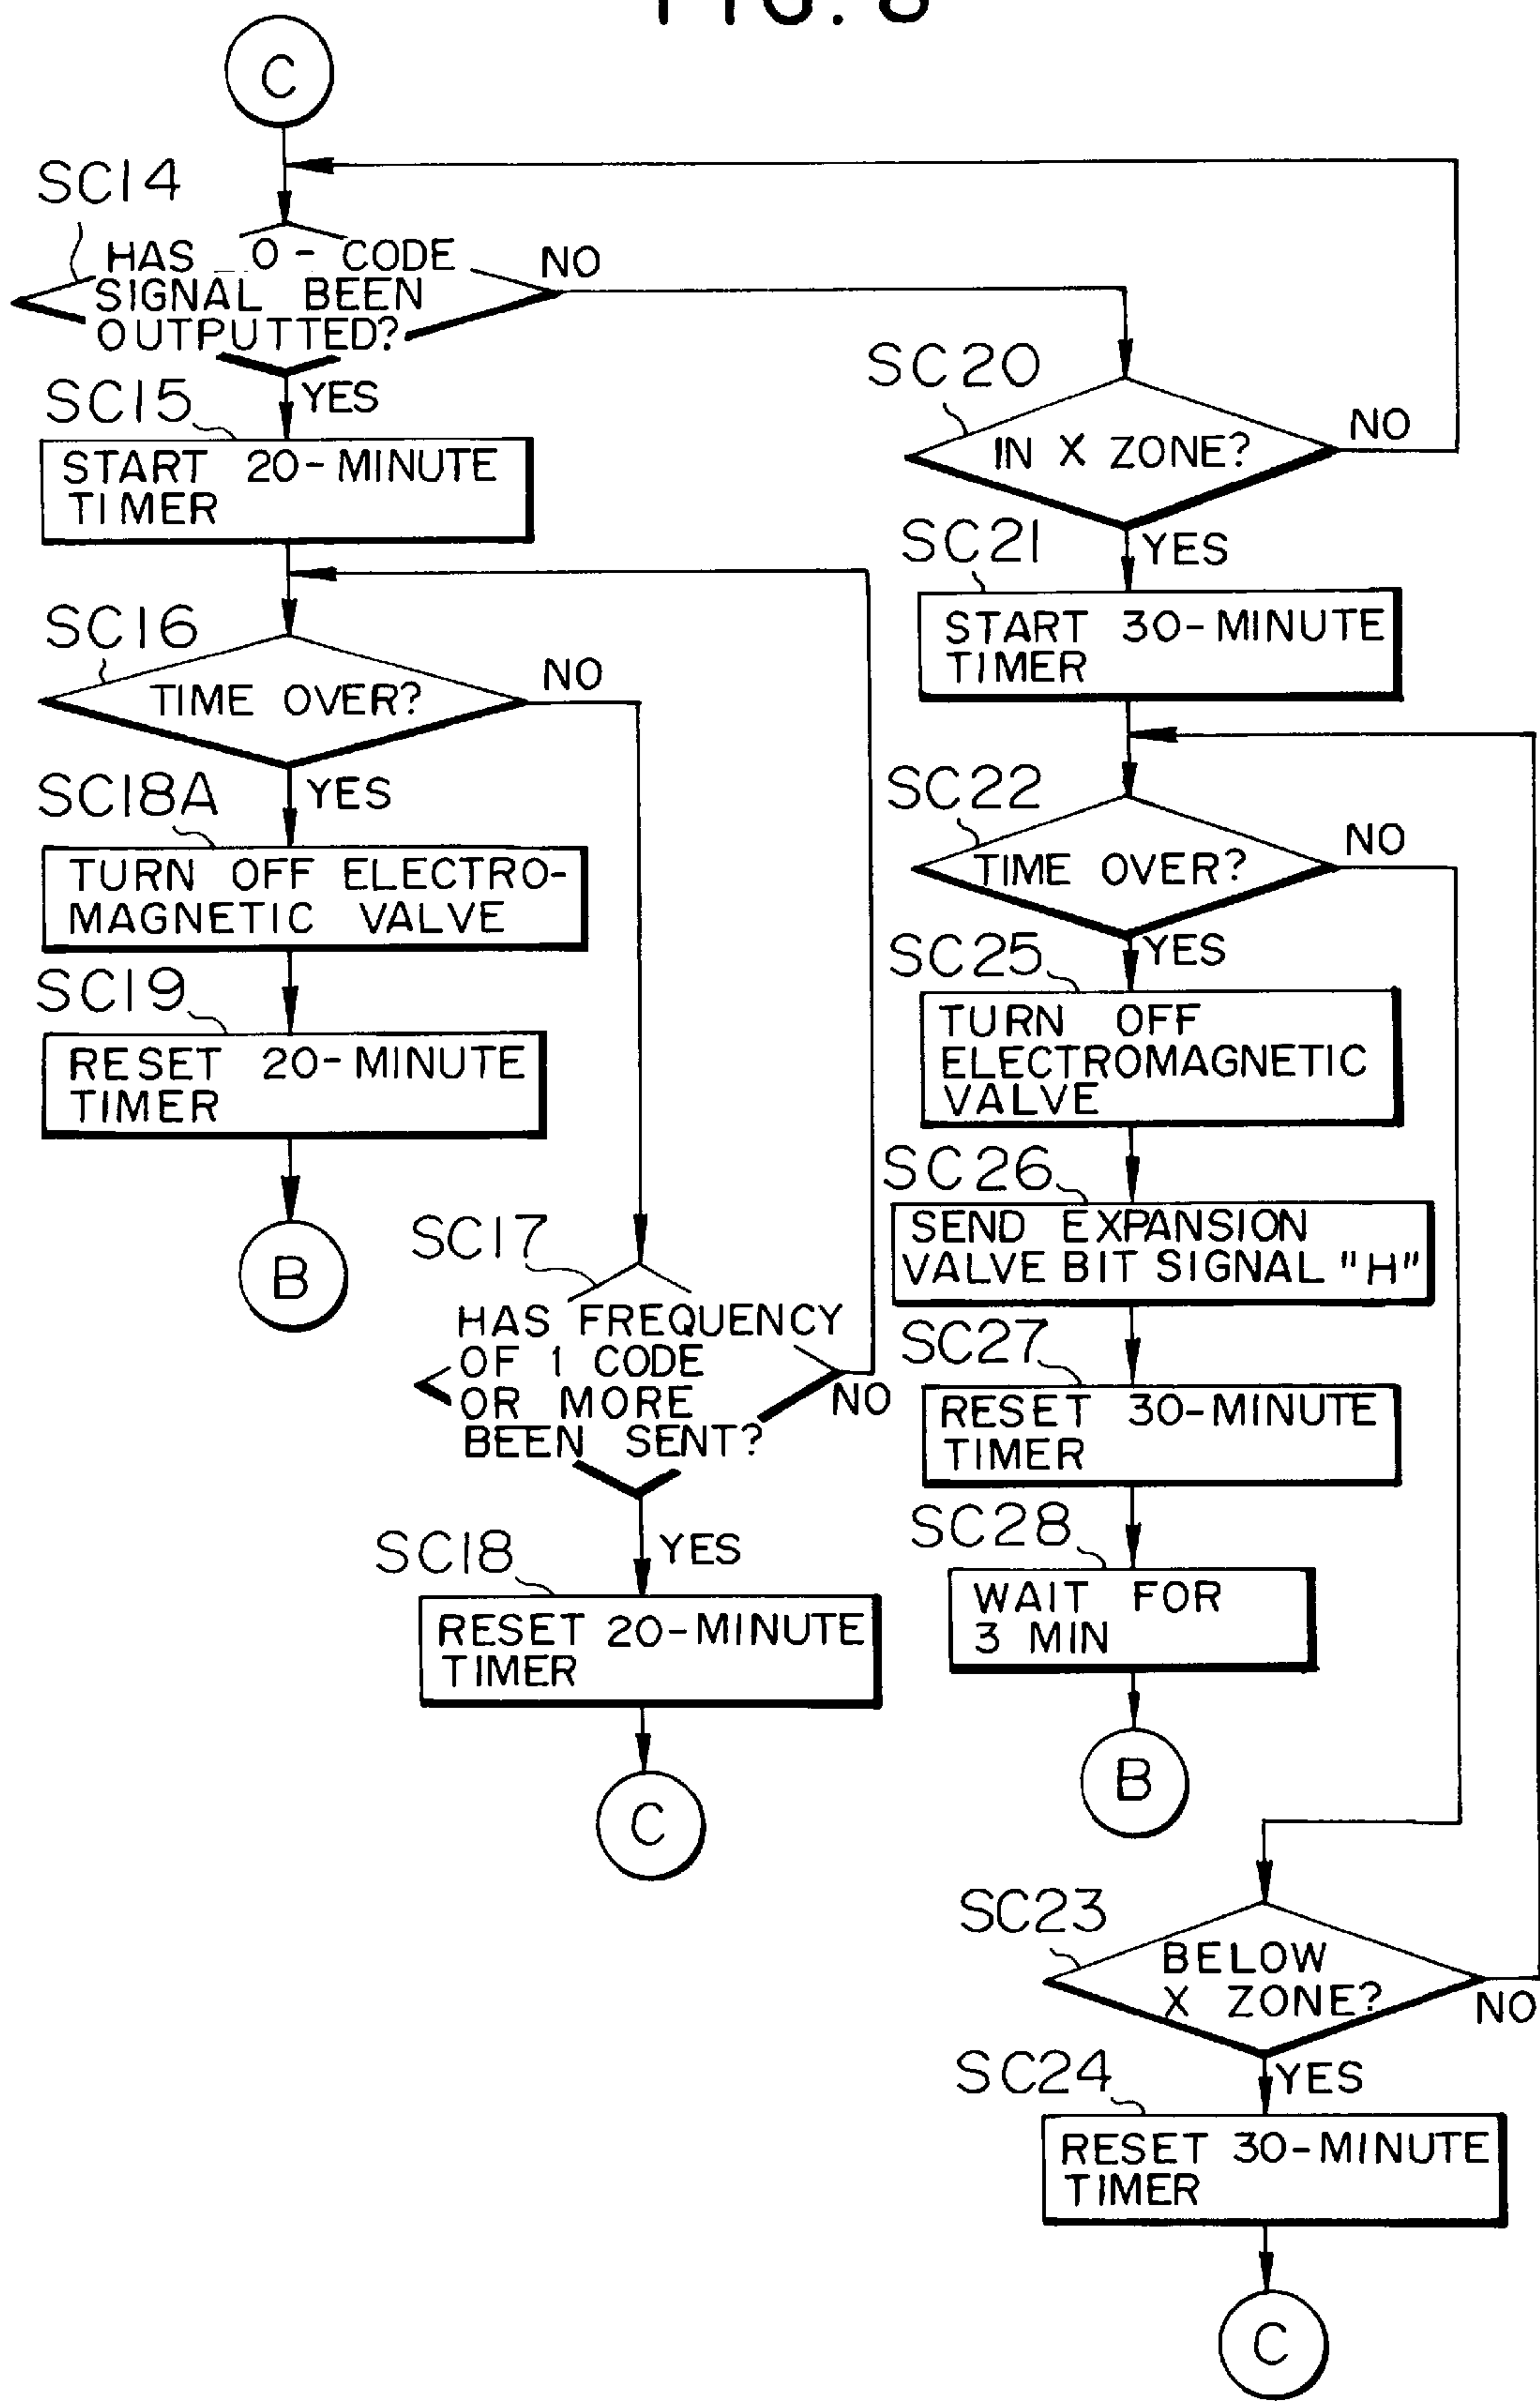 C
SC14
HAS 0 - CODE
SIGNAL BEEN
OUTPUTTED?
NO
YES
SC15
START 20-MINUTE
TIMER
SC16
TIME OVER?
NO
YES
SC18A
TURN OFF ELECTRO-
MAGNETIC VALVE
SC19
RESET 20-MINUTE
TIMER
B
SC17
HAS FREQUENCY
OF 1 CODE
OR MORE
BEEN SENT?
NO
YES
SC18
RESET 20-MINUTE
TIMER
C
SC20
IN X ZONE?
NO
YES
SC21
START 30-MINUTE
TIMER
SC22
TIME OVER?
NO
YES
SC25
TURN OFF
ELECTROMAGNETIC
VALVE
SC26
SEND EXPANSION
VALVE BIT SIGNAL "H"
SC27
RESET 30-MINUTE
TIMER
SC28
WAIT FOR
3 MIN
B
SC23
BELOW
X ZONE?
NO
YES
SC24
RESET 30-MINUTE
TIMER
C